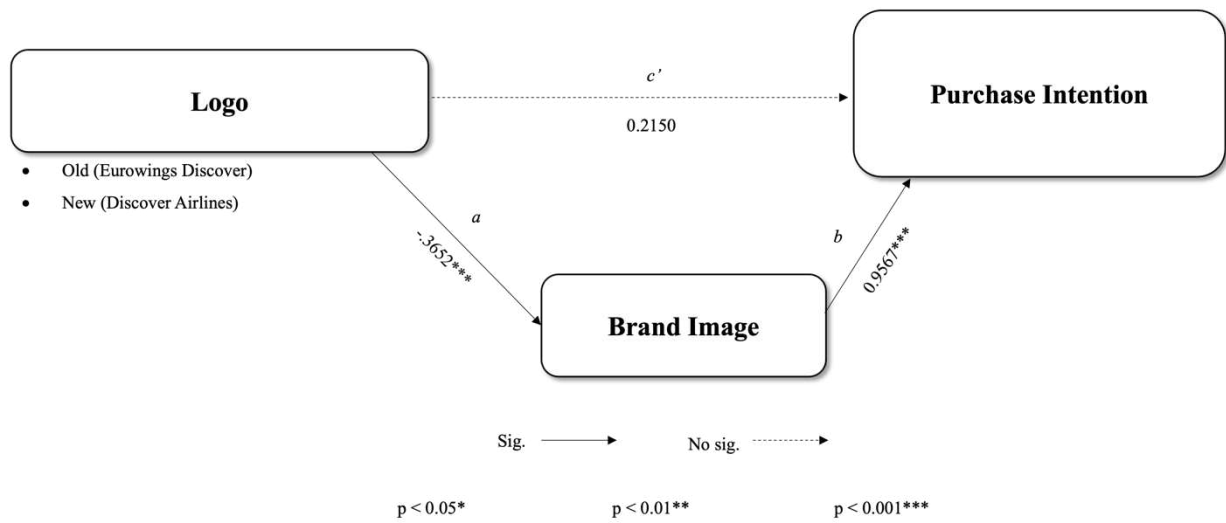 Logo
c’
0.2150
Purchase Intention
• Old (Eurowings Discover)
• New (Discover Airlines)
a
-.3652***
b
0.9567***
Brand Image
Sig.
No sig.
p < 0.05*
p < 0.01**
p < 0.001***